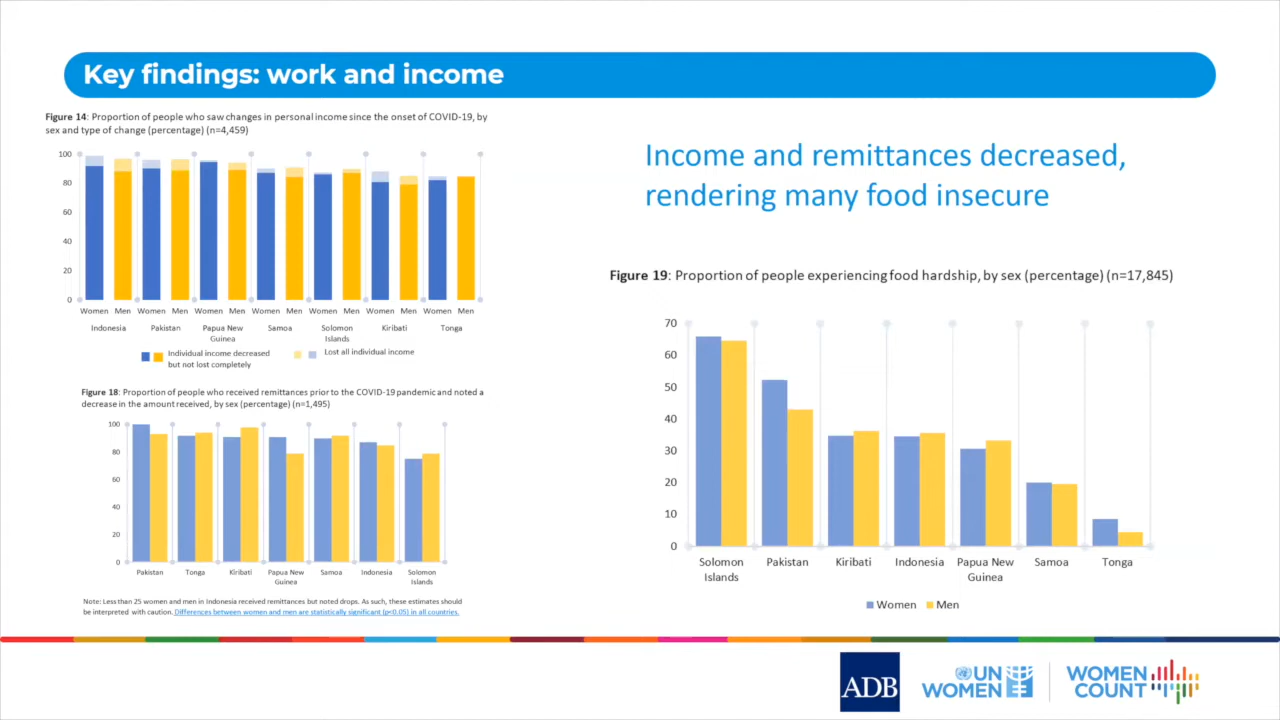 Key findings: work and income
Figure 14: Proportion of people who saw changes in personal income since the onset of COVID-19, by
sex and type of change (percentage) (n=4,459)
100
80
60
40
20
0
Women Men Women Men Women Men Women Men Women Men Women Men Women Men
Indonesia Pakistan Papua New Samoa Solomon Kiribati Tonga
Guinea Islands
Individual income decreased
but not lost completely
Lost all individual income
Figure 18: Proportion of people who received remittances prior to the COVID-19 pandemic and noted a
decrease in the amount received, by sex (percentage) (n=1,495)
100
80
60
40
20
0
Pakistan Tonga Kiribati Papua New Samoa Indonesia Solomon
Guinea Islands
Note: Less than 25 women and men in Indonesia received remittances but noted drops. As such, these estimates should
be interpreted with caution. Differences between women and men are statistically significant (p<0.05) in all countries.
Income and remittances decreased,
rendering many food insecure
Figure 19: Proportion of people experiencing food hardship, by sex (percentage) (n=17,845)
70
60
50
40
30
20
10
0
Solomon Pakistan Kiribati Indonesia Papua New Samoa Tonga
Islands Guinea
Women Men
ADB
UN
WOMEN
WOMEN
COUNT